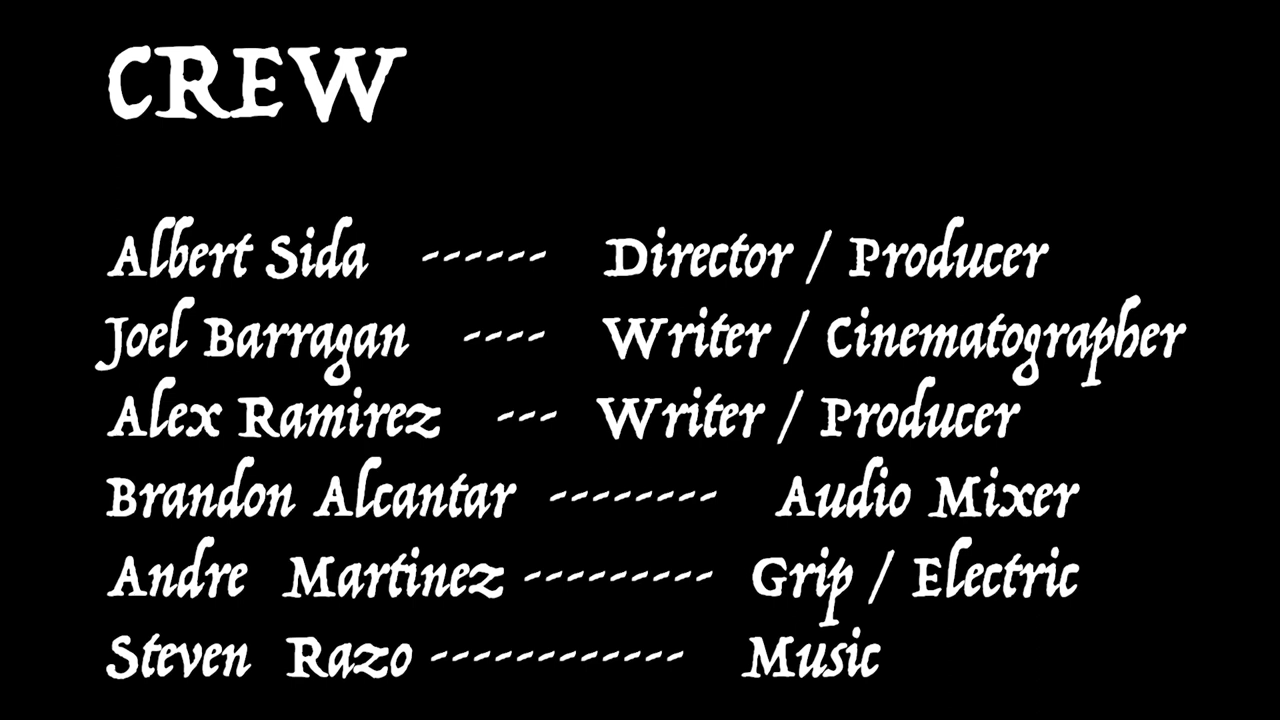 CREW
Albert Sida ------ Director / Producer
Joel Barragan ---- Writer / Cinematographer
Alex Ramirez --- Writer / Producer
Brandon Alcantar -------- Audio Mixer
Andre Martinez --------- Grip / Electric
Steven Razo ------------ Music